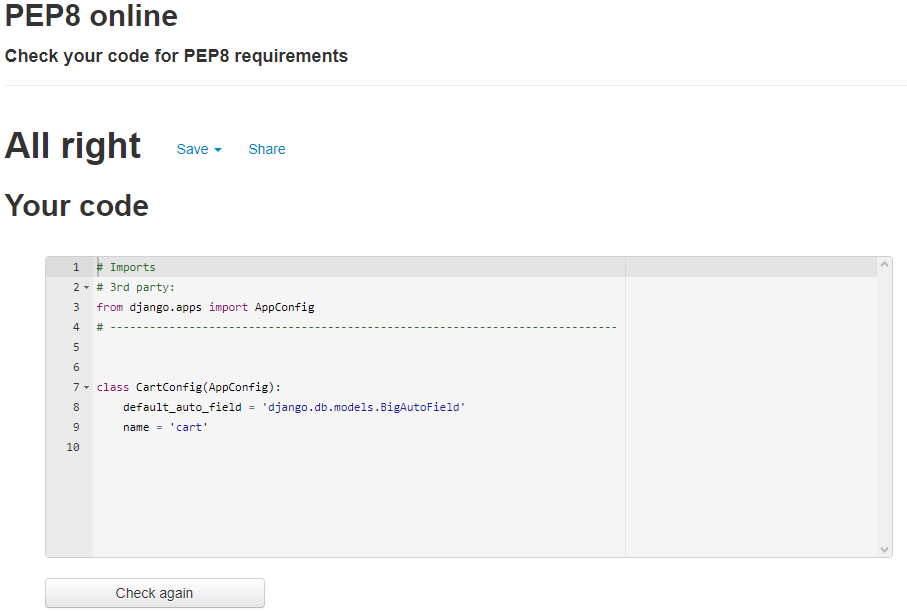 PEP8 online
Check your code for PEP8 requirements
All right Save Share
Your code
1 # Imports
2 # 3rd party:
3 from django.apps import AppConfig
4 # -----------------------------------------------------------------------------
5
6
7 class CartConfig(AppConfig):
8 default_auto_field = 'django.db.models.BigAutoField'
9 name = 'cart'
10
Check again